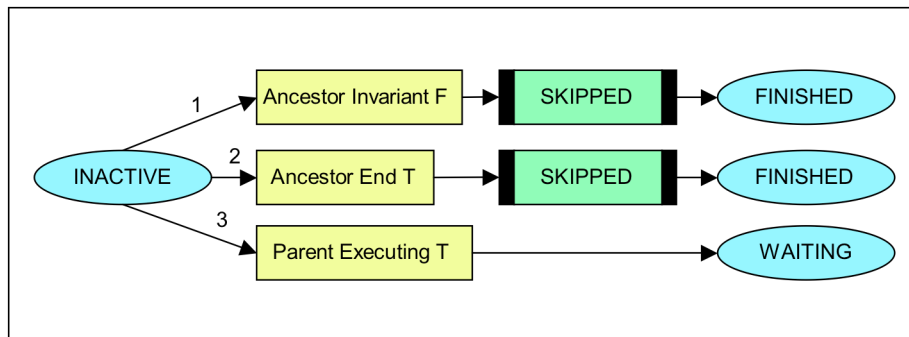 1
Ancestor Invariant F
SKIPPED
FINISHED
INACTIVE
2
Ancestor End T
SKIPPED
FINISHED
3
Parent Executing T
WAITING